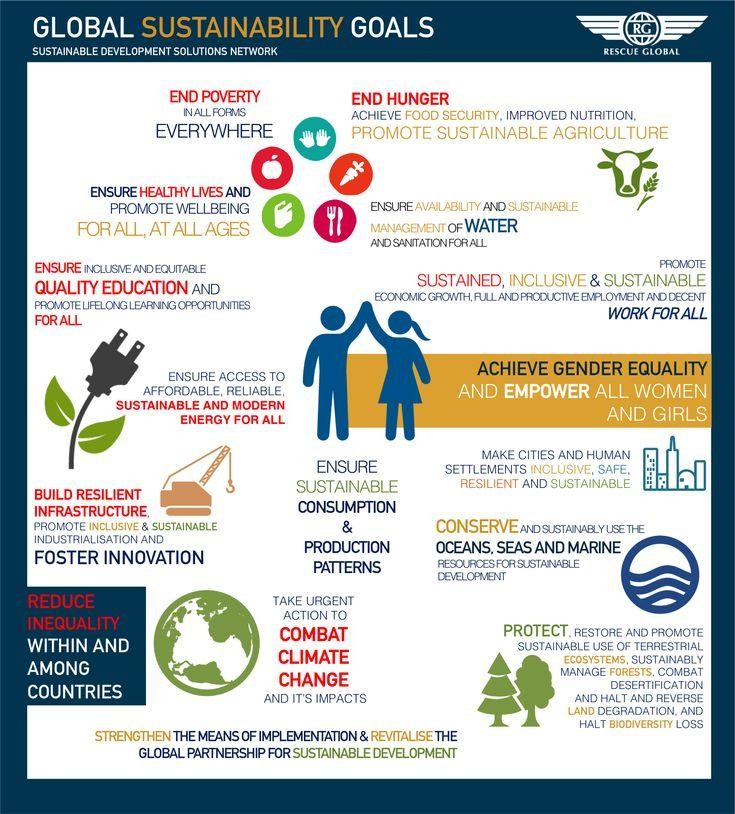 GLOBAL SUSTAINABILITY GOALS
SUSTAINABLE DEVELOPMENT SOLUTIONS NETWORK
RG
RESCUE GLOBAL
END POVERTY
IN ALL FORMS
EVERYWHERE
END HUNGER
ACHIEVE FOOD SECURITY, IMPROVED NUTRITION,
PROMOTE SUSTAINABLE AGRICULTURE
ENSURE HEALTHY LIVES AND
PROMOTE WELLBEING
FOR ALL, AT ALL AGES
ENSURE AVAILABILITY AND SUSTAINABLE
MANAGEMENT OF WATER
AND SANITATION FOR ALL
ENSURE INCLUSIVE AND EQUITABLE
QUALITY EDUCATION AND
PROMOTE LIFELONG LEARNING OPPORTUNITIES
FOR ALL
PROMOTE
SUSTAINED, INCLUSIVE & SUSTAINABLE
ECONOMIC GROWTH, FULL AND PRODUCTIVE EMPLOYMENT AND DECENT
WORK FOR ALL
ENSURE ACCESS TO
AFFORDABLE, RELIABLE,
SUSTAINABLE AND MODERN
ENERGY FOR ALL
ACHIEVE GENDER EQUALITY
AND EMPOWER ALL WOMEN
AND GIRLS
BUILD RESILIENT
INFRASTRUCTURE,
PROMOTE INCLUSIVE & SUSTAINABLE
INDUSTRIALISATION AND
FOSTER INNOVATION
ENSURE
SUSTAINABLE
CONSUMPTION
&
PRODUCTION
PATTERNS
MAKE CITIES AND HUMAN
SETTLEMENTS INCLUSIVE, SAFE,
RESILIENT AND SUSTAINABLE
CONSERVE AND SUSTAINABLY USE THE
OCEANS, SEAS AND MARINE
RESOURCES FOR SUSTAINABLE
DEVELOPMENT
REDUCE
INEQUALITY
WITHIN AND
AMONG
COUNTRIES
TAKE URGENT
ACTION TO
COMBAT
CLIMATE
CHANGE
AND IT'S IMPACTS
PROTECT, RESTORE AND PROMOTE
SUSTAINABLE USE OF TERRESTRIAL
ECOSYSTEMS, SUSTAINABLY
MANAGE FORESTS, COMBAT
DESERTIFICATION
AND HALT AND REVERSE
LAND DEGRADATION, AND
HALT BIODIVERSITY LOSS
STRENGTHEN THE MEANS OF IMPLEMENTATION & REVITALISE THE
GLOBAL PARTNERSHIP FOR SUSTAINABLE DEVELOPMENT